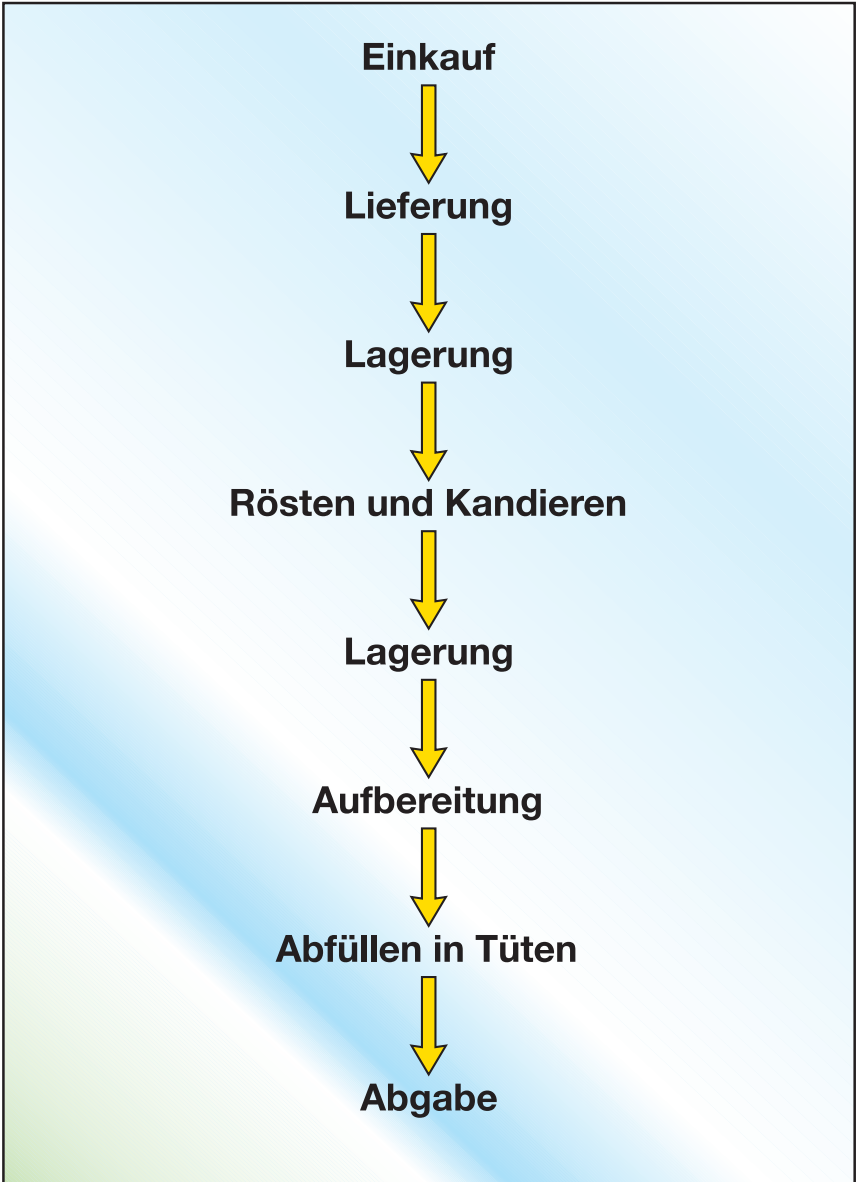 Einkauf
Lieferung
Lagerung
Rösten und Kandieren
Lagerung
Aufbereitung
Abfüllen in Tüten
Abgabe